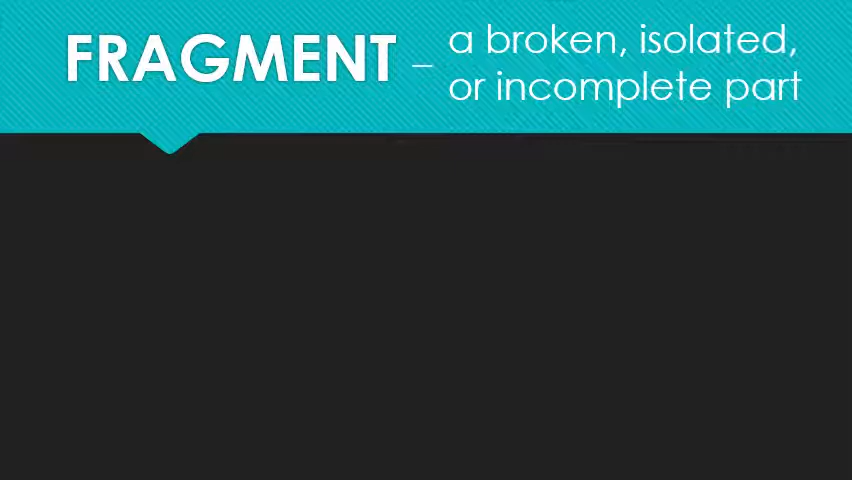 FRAGMENT – a broken, isolated,
or incomplete part